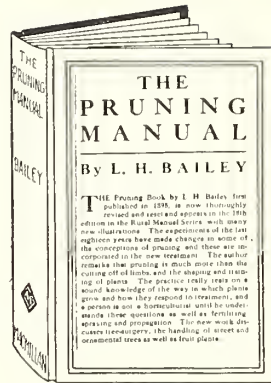 THE
PRUNING
MANUAL
BAILEY
MACMILLAN
THE
PRUNING
MANUAL
By L. H. BAILEY
THE Pruning Book by L. H. Bailey first
published in 1898, is now thoroughly
revised and reset and appears in the 18th
edition in the Rural Manual Series with many
new illustrations. The experiments of the last
eighteen years have made changes in some of
the conceptions of pruning and these are in-
corporated in the new treatment. The author
remarks that pruning is much more than the
cutting off of limbs, and the shaping and train-
ing of plants. The practice really rests on a
sound knowledge of the way in which plants
grow and how they respond to treatment, and
a person is not a horticulturist until he under-
stands these questions as well as fertilizing
spraying and propagation. The new work dis-
cusses tree-surgery, the handling of street and
ornamental trees as well as fruit plants.